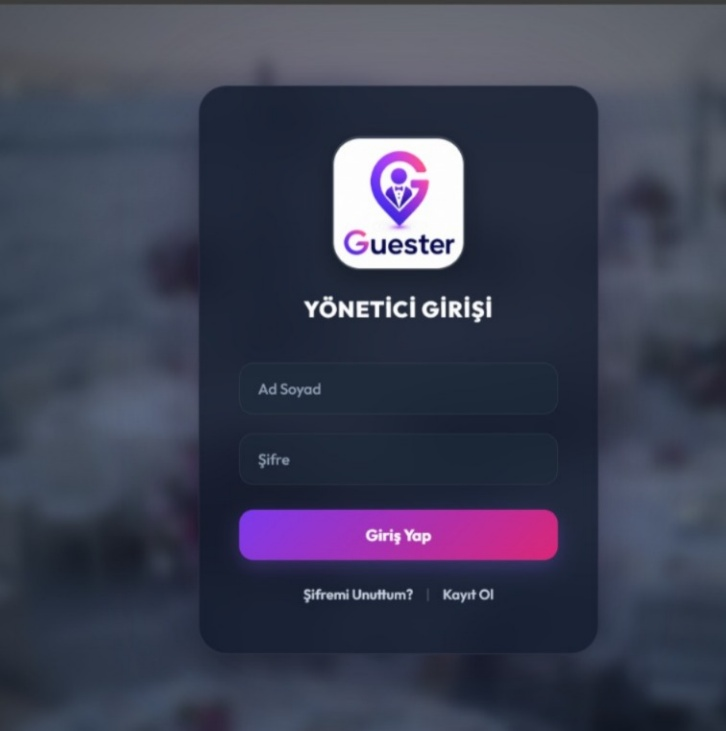 Guester
YÖNETİCİ GİRİŞİ
Ad Soyad
Şifre
Giriş Yap
Şifremi Unuttum? | Kayıt Ol